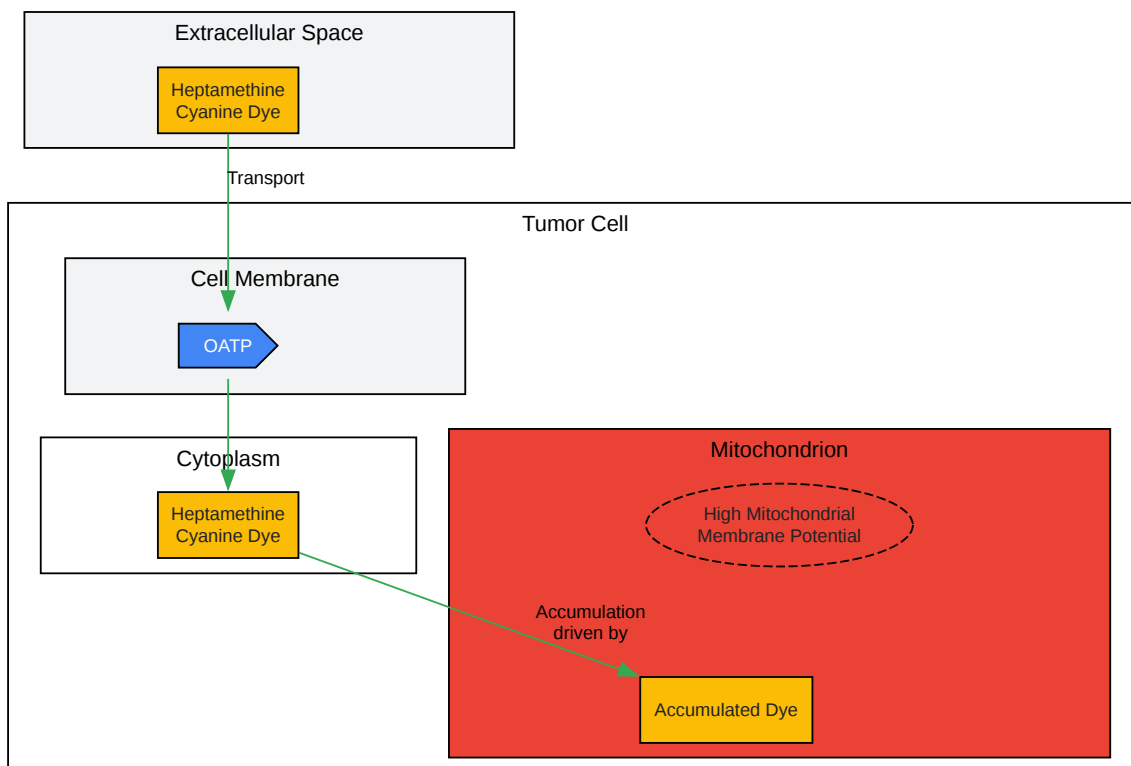 Extracellular Space
Heptamethine
Cyanine Dye
Transport
Tumor Cell
Cell Membrane
OATP
Cytoplasm
Heptamethine
Cyanine Dye
Mitochondrion
High Mitochondrial
Membrane Potential
Accumulation
driven by
Accumulated Dye